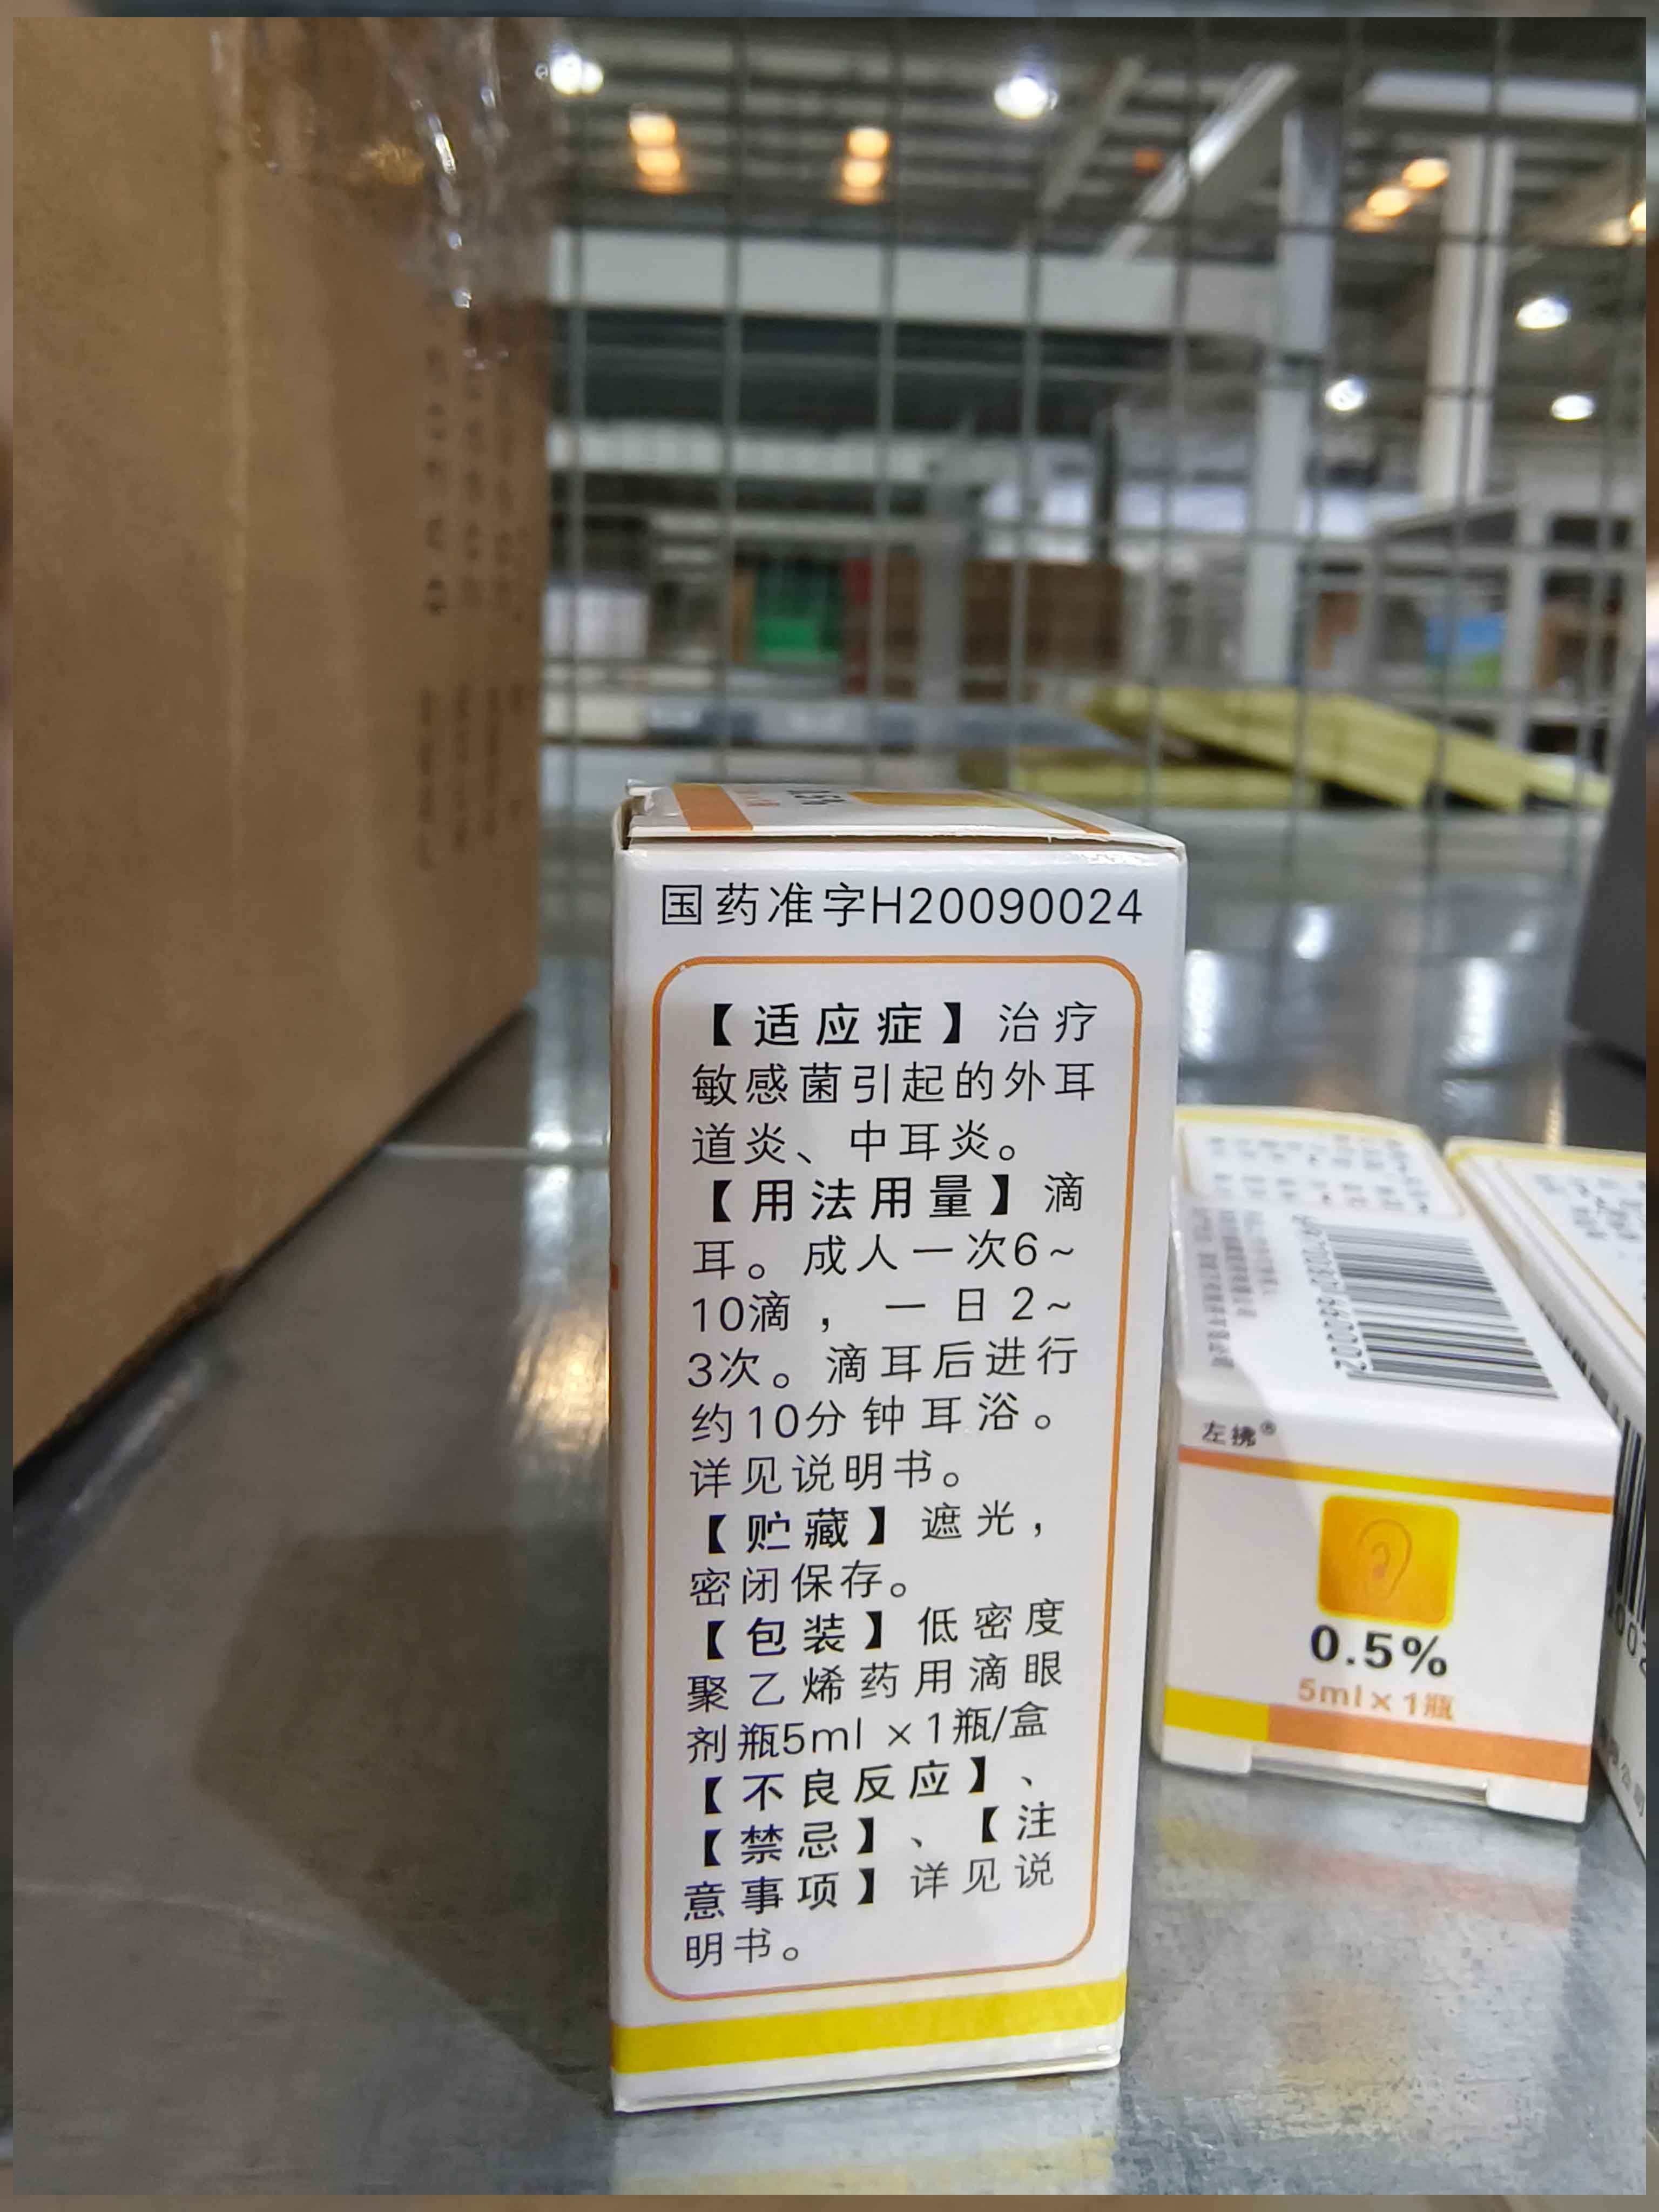 0.5%
国药准字H20090024
【适应症】治疗
敏感菌引起的外耳
道炎、中耳炎。
【用法用量】滴
耳。成人一次6~
10滴，一日2~
3次。滴耳后进行
约10分钟耳浴。
详见说明书。
【贮藏】遮光，
密闭保存。
【包装】低密度
聚乙烯药用滴眼
剂瓶5ml×1瓶/盒
【不良反应】、
【禁忌】、【注
意事项】详见说
明书。
左拂®
0.5%
5ml×1瓶